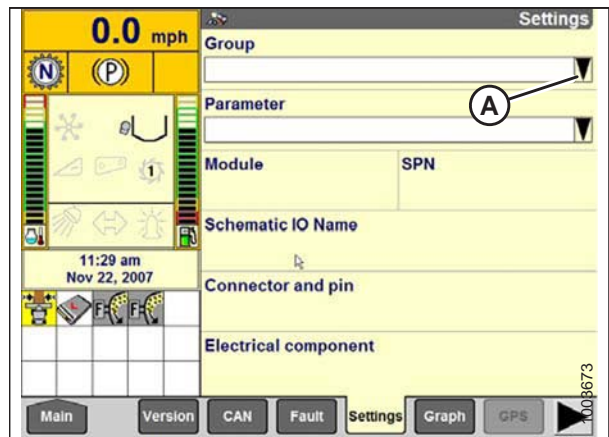 0.0 mph
Settings
Group
N
(P)
A
Parameter
Module
SPN
1
Schematic IO Name
11:29 am
Nov 22, 2007
Connector and pin
F
F
Electrical component
1003673
Main
Version
CAN
Fault
Settings
Graph
GPS